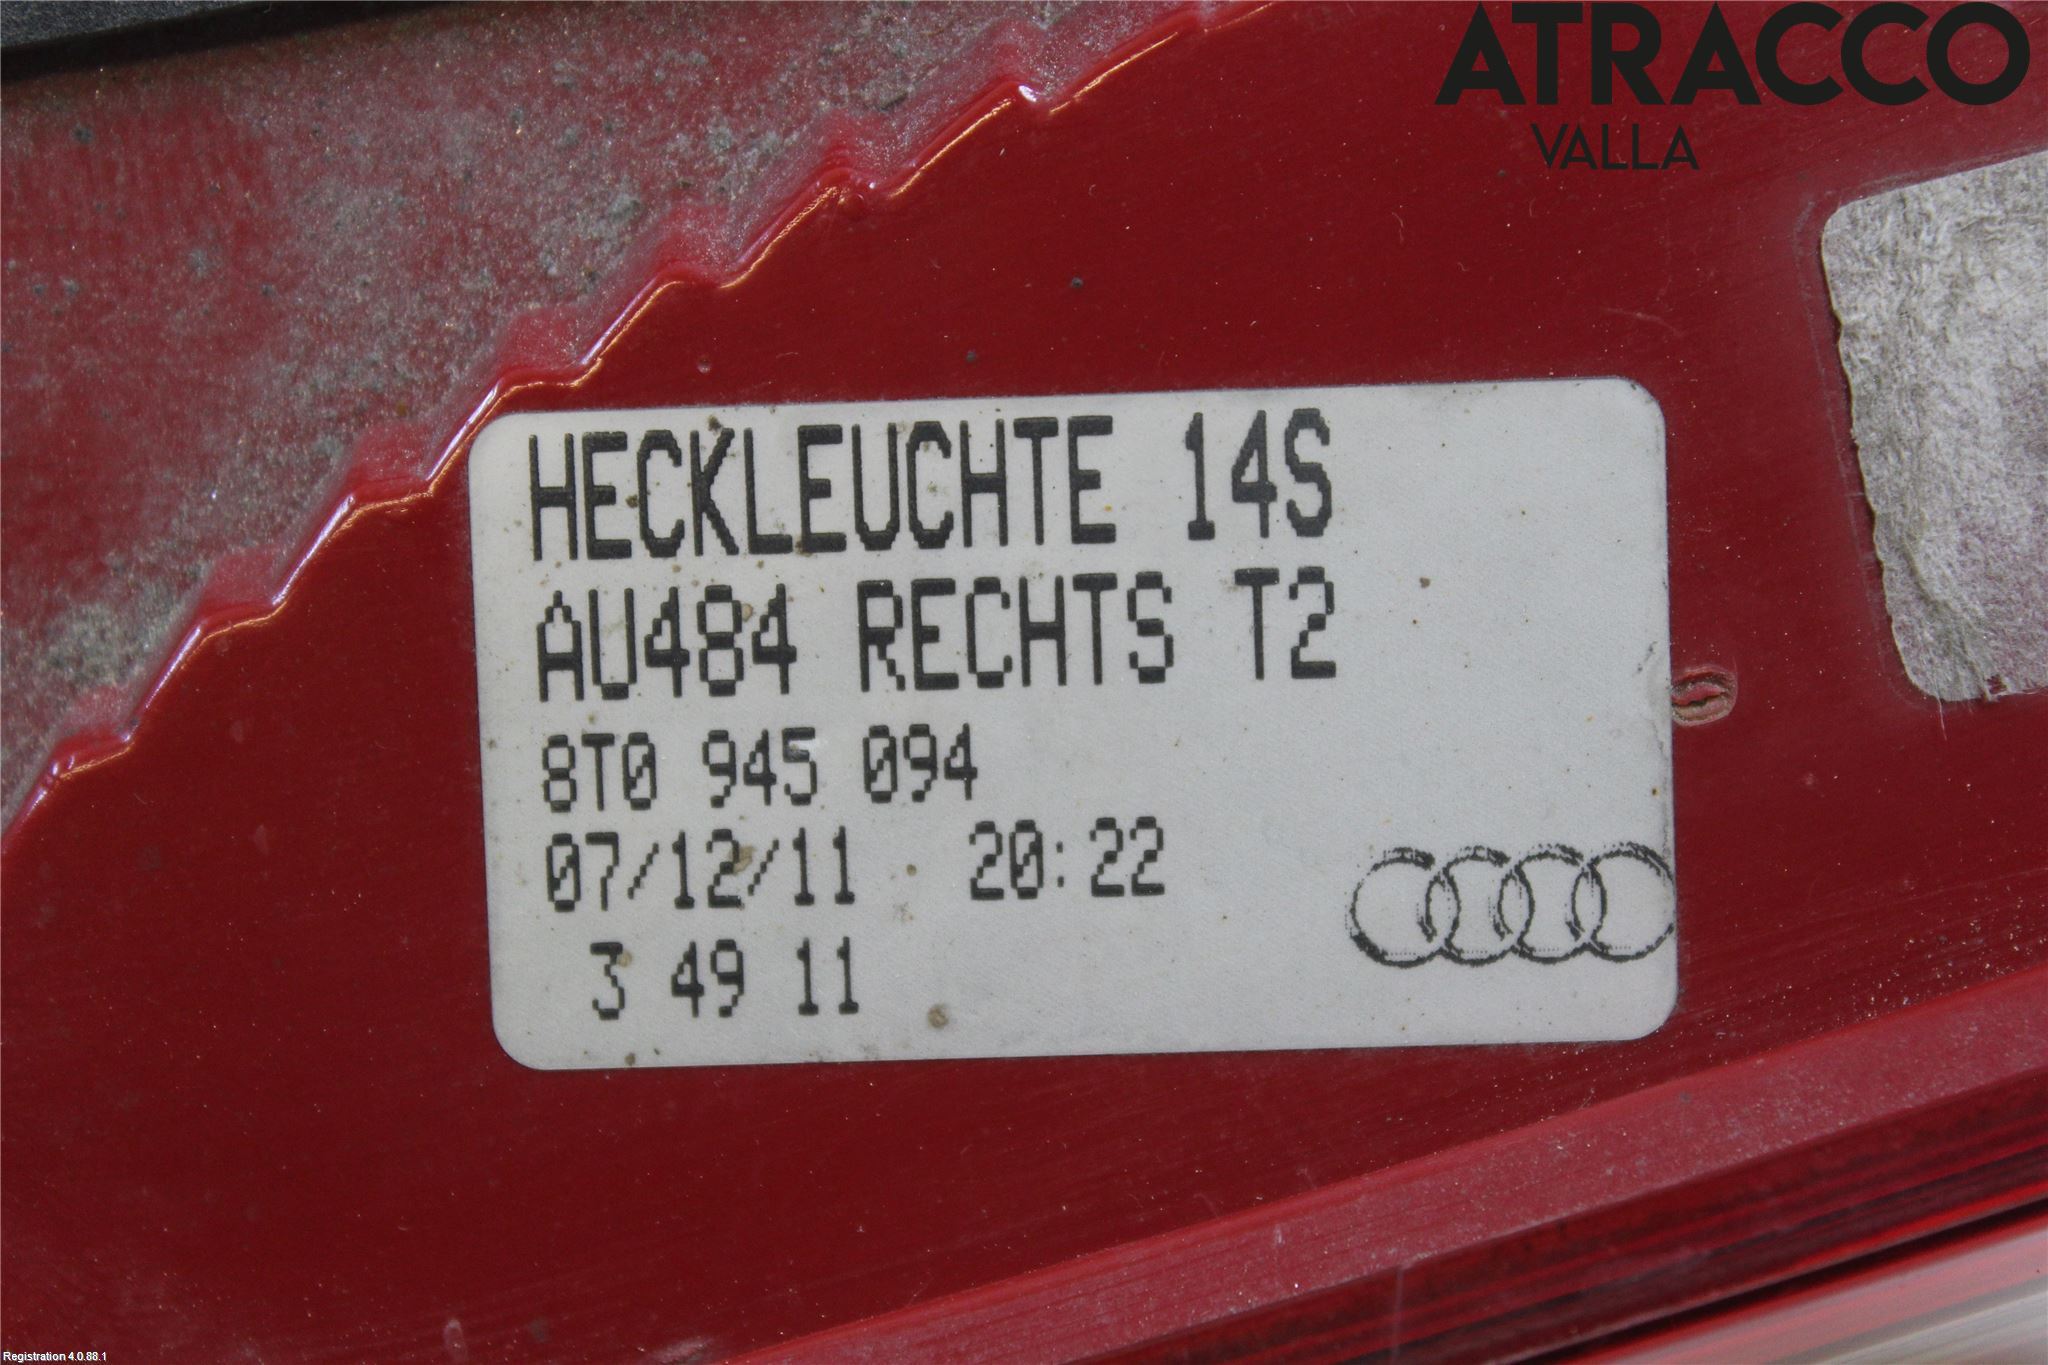 ATRACCO
VALLA
HECKLEUCHTE 14S
AU484 RECHTS T2
8T0 945 094
07/12/11 20:22
3 49 11
Registration 4.0.88.1